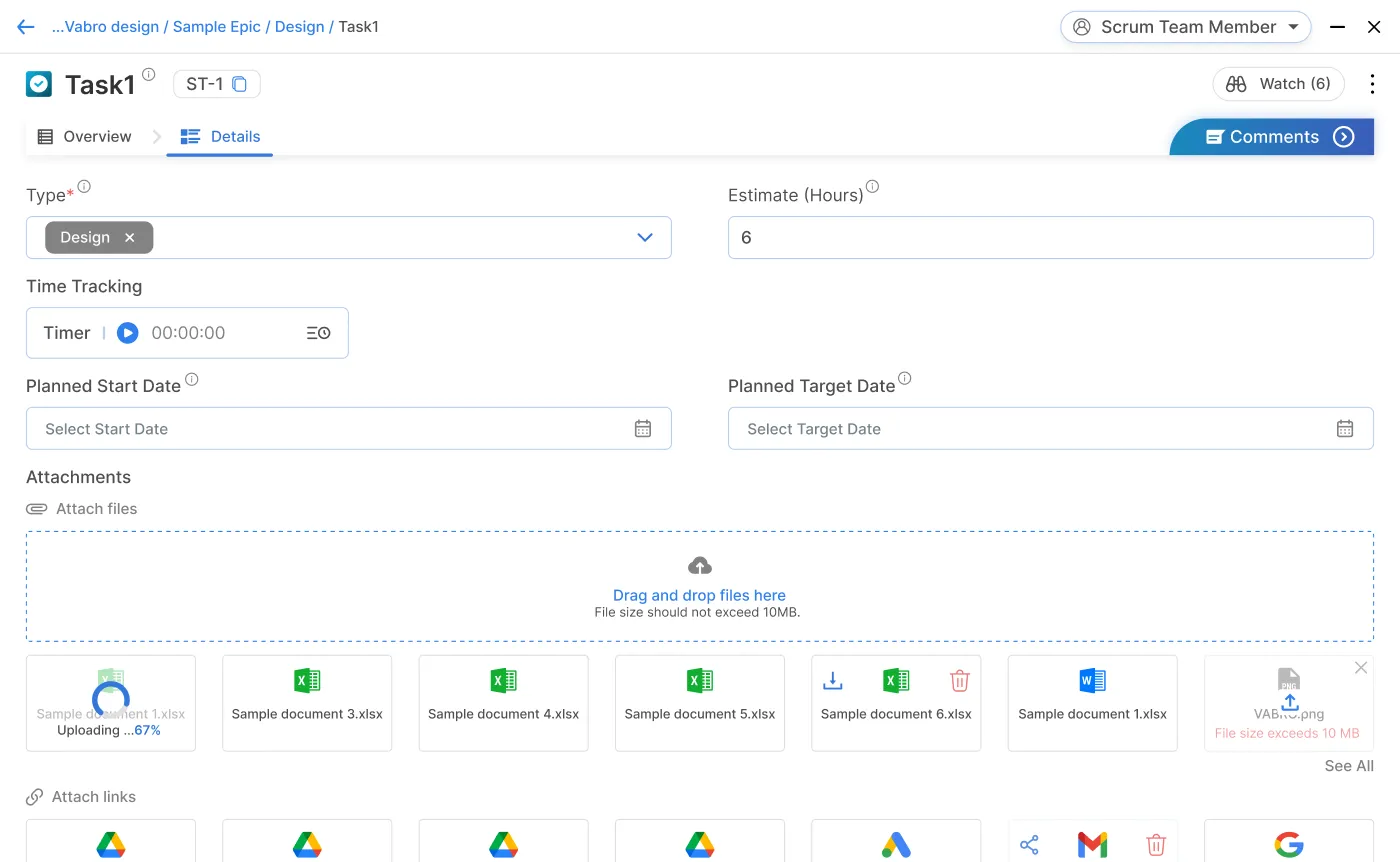 ...Vabro design / Sample Epic / Design / Task1
Scrum Team Member
Task1
ST-1
Watch (6)
Overview
Details
Comments
Type*
Estimate (Hours)
Design
6
Time Tracking
Timer | 00:00:00
Planned Start Date
Planned Target Date
Select Start Date
Select Target Date
Attachments
Attach files
Drag and drop files here
File size should not exceed 10MB.
Sample document 1.xlsx
Uploading ...67%
Sample document 3.xlsx
Sample document 4.xlsx
Sample document 5.xlsx
Sample document 6.xlsx
W
Sample document 1.xlsx
PNG
VABRO.png
File size exceeds 10 MB
See All
Attach links